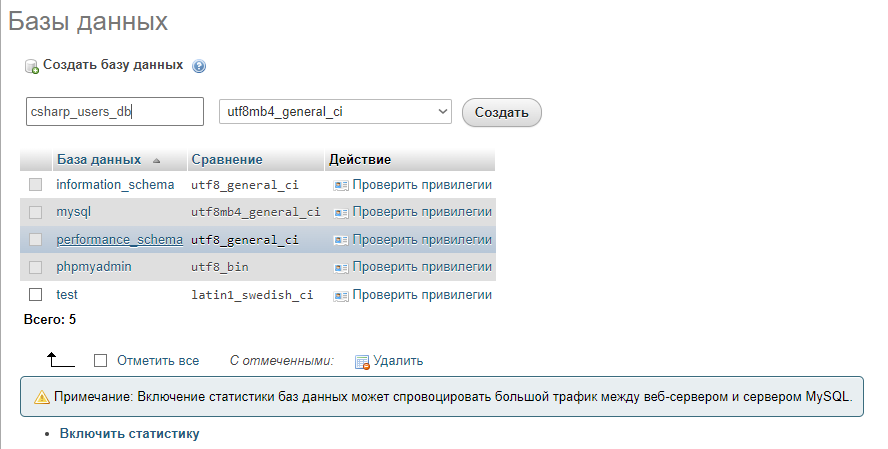 Базы данных
Создать базу данных
csharp_users_db utf8mb4_general_ci Создать
База данных Сравнение Действие
information_schema utf8_general_ci Проверить привилегии
mysql utf8mb4_general_ci Проверить привилегии
performance_schema utf8_general_ci Проверить привилегии
phpmyadmin utf8_bin Проверить привилегии
test latin1_swedish_ci Проверить привилегии
Всего: 5
Отметить все С отмеченными: Удалить
Примечание: Включение статистики баз данных может спровоцировать большой трафик между веб-сервером и сервером MySQL.
• Включить статистику